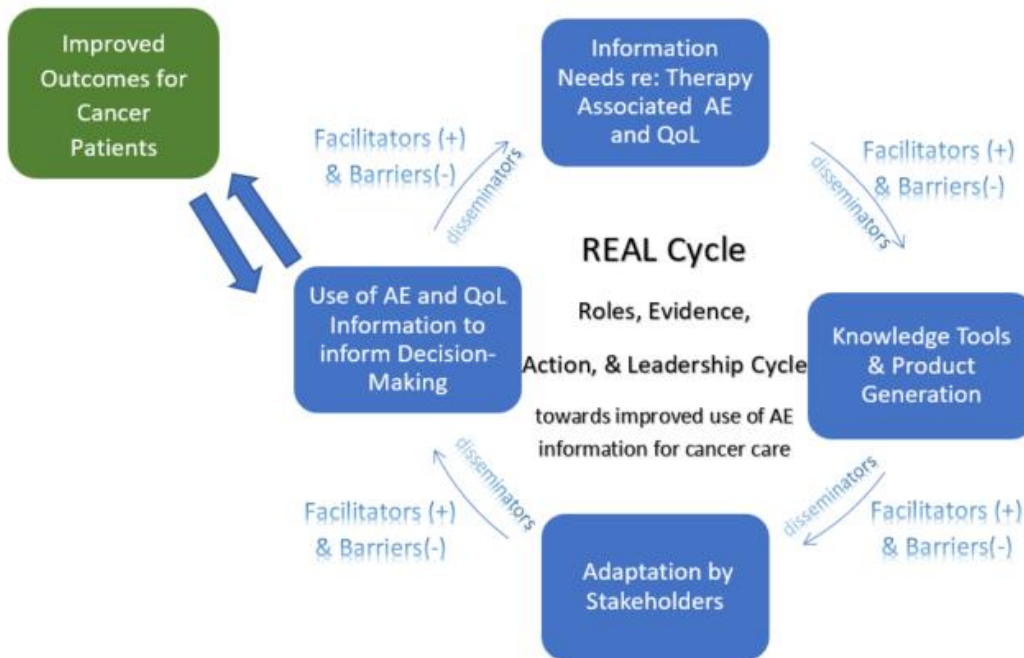 Improved
Outcomes for
Cancer
Patients
Information
Needs re: Therapy
Associated AE
and QoL
Facilitators (+)
& Barriers(-)
disseminators
disseminators
Facilitators (+)
& Barriers(-)
REAL Cycle
Roles, Evidence,
Action, & Leadership Cycle
towards improved use of AE
information for cancer care
Use of AE and QoL
Information to
inform Decision-
Making
Knowledge Tools
& Product
Generation
disseminators
Facilitators (+)
& Barriers(-)
disseminators
Facilitators (+)
& Barriers(-)
Adaptation by
Stakeholders